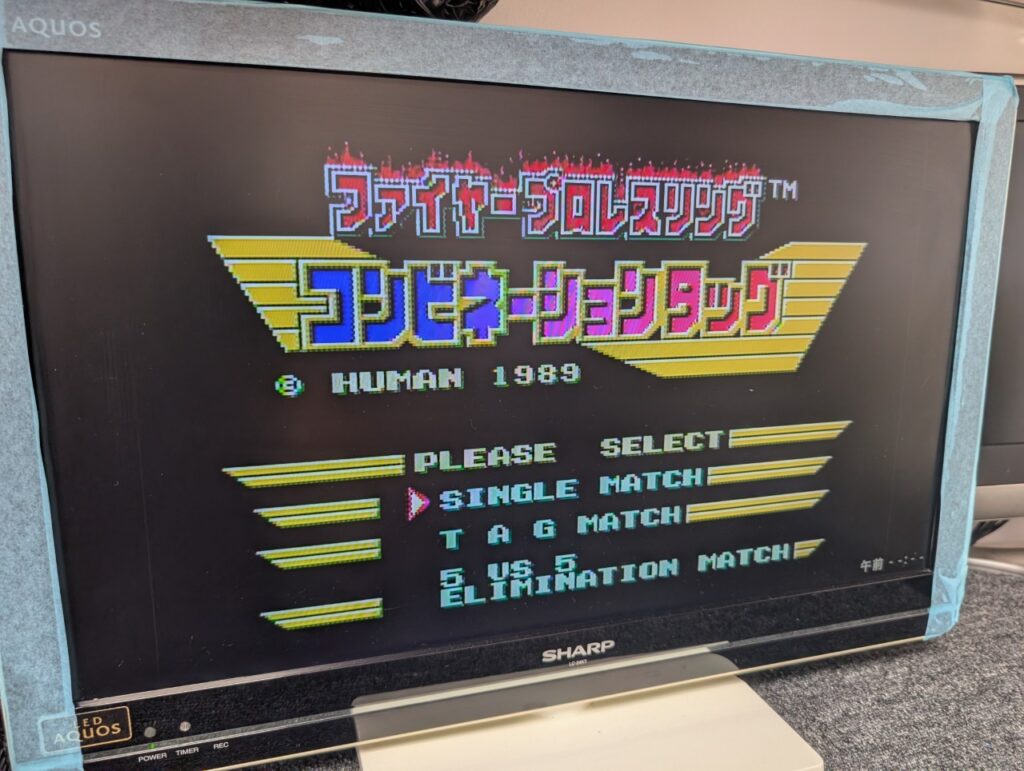 AQUOS
ファイヤープロレスリング™
コンビネーションタッグ
© HUMAN 1989
PLEASE SELECT
SINGLE MATCH
T A G MATCH
5 VS 5
ELIMINATION MATCH
午前 --:--
SHARP
LED
AQUOS
POWER TIMER REC